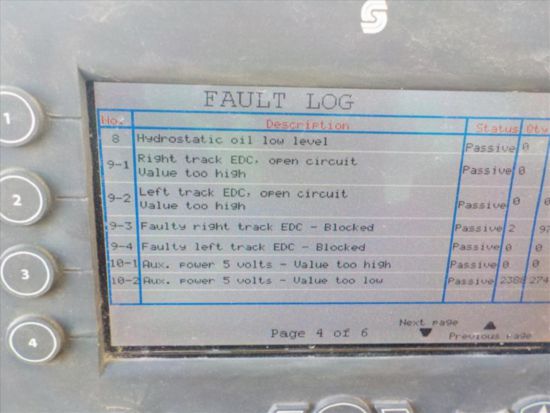 S
FAULT LOG
No. Description Status Qty
8 Hydrostatic oil low level Passive 0
9-1 Right track EDC, open circuit
Value too high Passive 0
9-2 Left track EDC, open circuit
Value too high Passive 0 0
9-3 Faulty right track EDC - Blocked Passive 2 97
9-4 Faulty left track EDC - Blocked Passive 0 0
10-1 Aux. power 5 volts - Value too high Passive 0 0
10-2 Aux. power 5 volts - Value too low Passive 2388 274
Page 4 of 6
Next page
Previous page
1
2
3
4